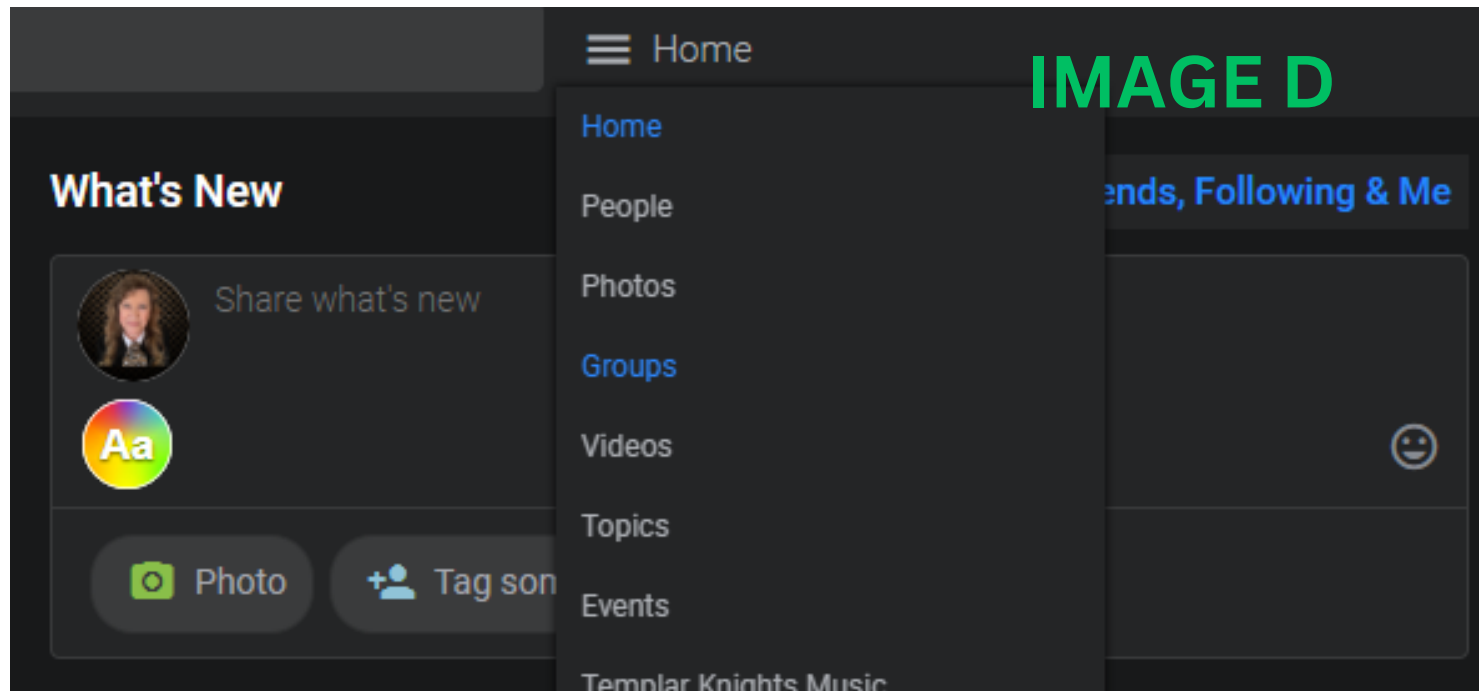 Home
IMAGE D
Home
What's New
ends, Following & Me
People
Share what's new
Photos
Groups
Aa
Videos
Topics
Photo
Tag son
Events
Templar Knights Music